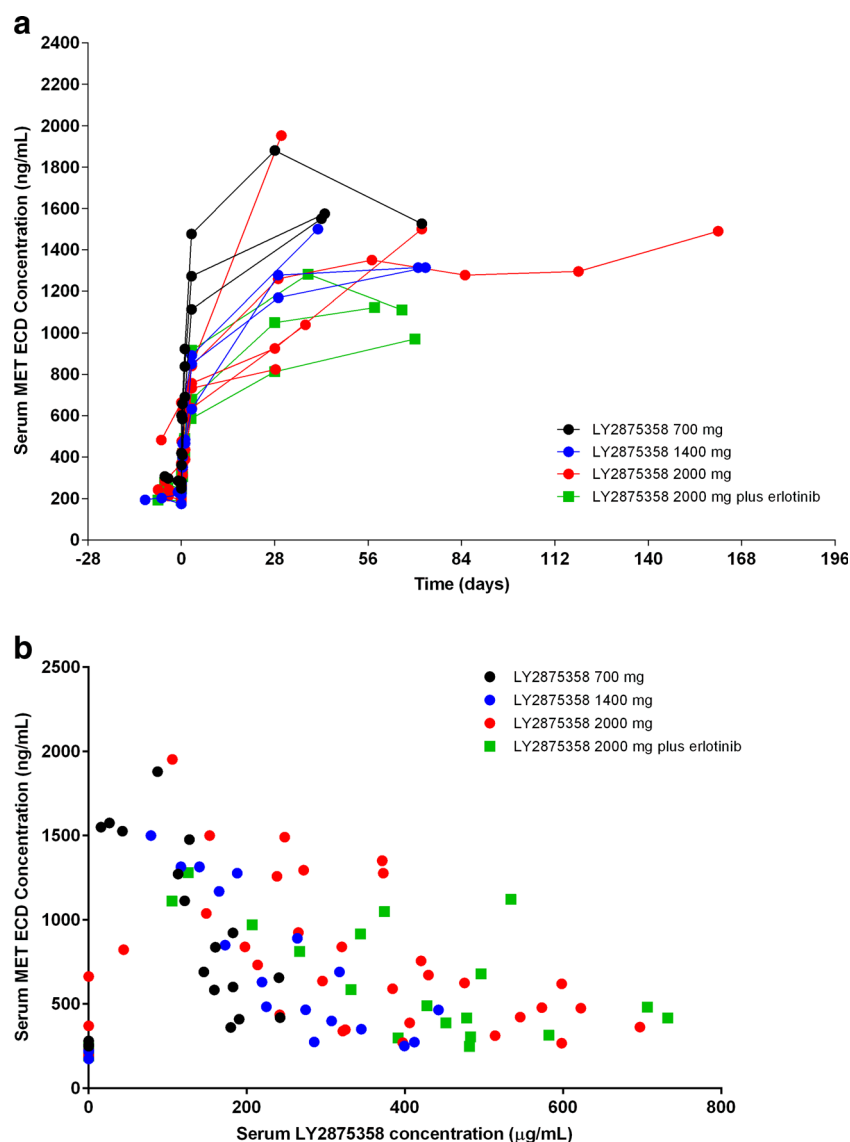 a
2400
2200
2000
1800
1600
1400
1200
1000
800
600
400
200
0
Serum MET ECD Concentration (ng/mL)
LY2875358 700 mg
LY2875358 1400 mg
LY2875358 2000 mg
LY2875358 2000 mg plus erlotinib
-28 0 28 56 84 112 140 168 196
Time (days)
b
2500
2000
1500
1000
500
0
Serum MET ECD Concentration (ng/mL)
LY2875358 700 mg
LY2875358 1400 mg
LY2875358 2000 mg
LY2875358 2000 mg plus erlotinib
0 200 400 600 800
Serum LY2875358 concentration (μg/mL)